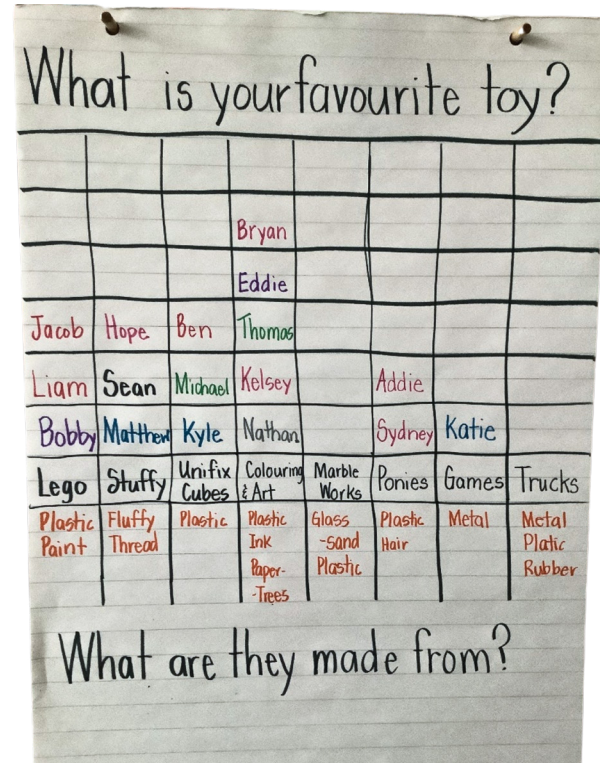 What is your favourite toy?
Bryan
Eddie
Jacob Hope Ben Thomas
Liam Sean Michael Kelsey Addie
Bobby Matthew Kyle Nathan Sydney Katie
Lego Stuffy Unifix Colouring Marble Ponies Games Trucks
Cubes & Art Works
Plastic Fluffy Plastic Plastic Glass Plastic Metal Metal
Paint Thread Ink -Sand Hair Platic
Paper- Plastic Rubber
-Trees
What are they made from?